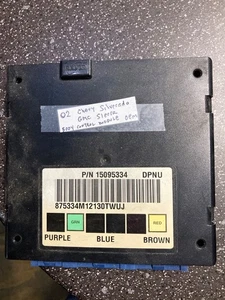 02 Chevy Silverado
GMC Sierra
Body control module OEM
P/N 15095334 DPNU
875334M12130TWUJ
GRN
RED
PURPLE BLUE BROWN